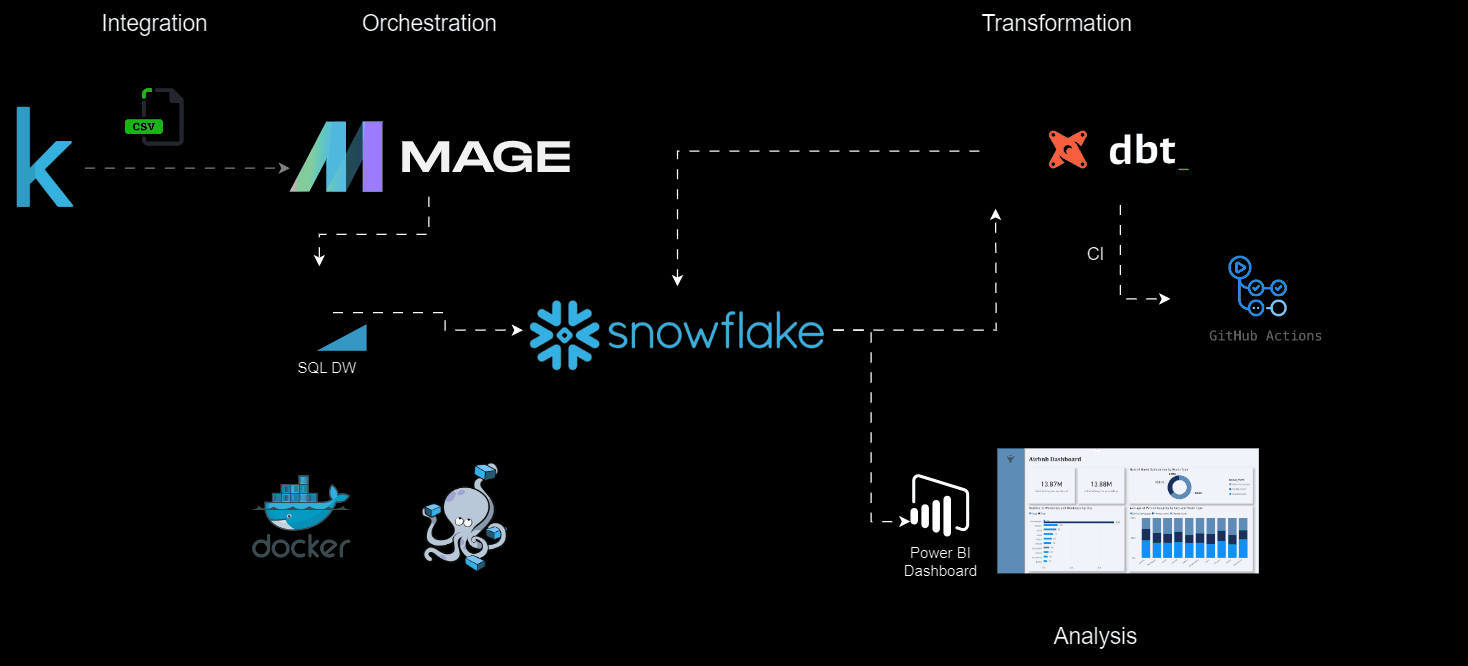 Integration
Orchestration
Transformation
CSV
k
MAGE
dbt_
CI
snowflake
GitHub Actions
SQL DW
docker
Power BI
Dashboard
Airbnb Dashboard
13.87M
13.88M
Analysis